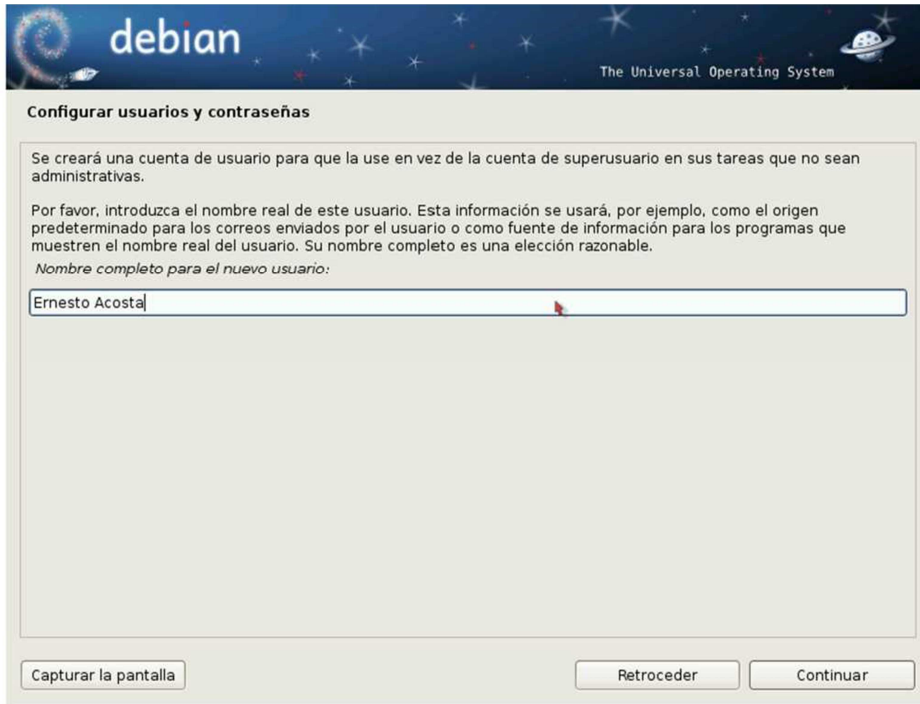 debian
The Universal Operating System
Configurar usuarios y contraseñas
Se creará una cuenta de usuario para que la use en vez de la cuenta de superusuario en sus tareas que no sean
administrativas.
Por favor, introduzca el nombre real de este usuario. Esta información se usará, por ejemplo, como el origen
predeterminado para los correos enviados por el usuario o como fuente de información para los programas que
muestren el nombre real del usuario. Su nombre completo es una elección razonable.
Nombre completo para el nuevo usuario:
Ernesto Acosta
Capturar la pantalla
Retroceder
Continuar